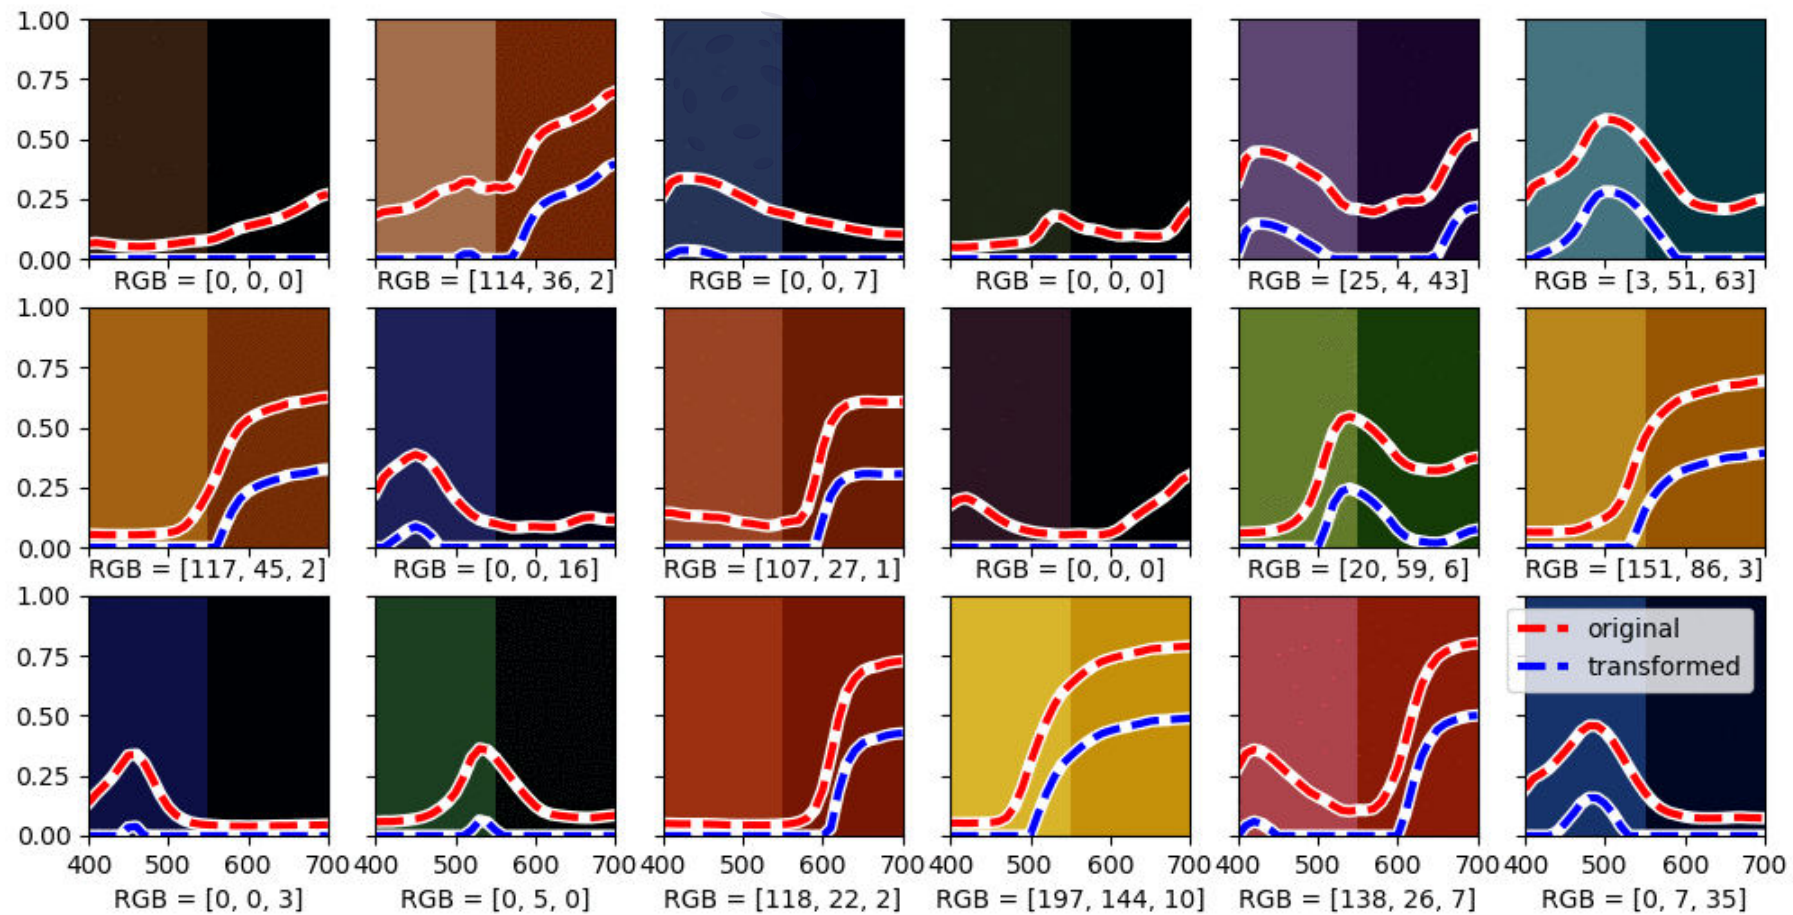 1.00
0.75
0.50
0.25
0.00
RGB = [0, 0, 0] RGB = [114, 36, 2] RGB = [0, 0, 7] RGB = [0, 0, 0] RGB = [25, 4, 43] RGB = [3, 51, 63]
1.00
0.75
0.50
0.25
0.00
RGB = [117, 45, 2] RGB = [0, 0, 16] RGB = [107, 27, 1] RGB = [0, 0, 0] RGB = [20, 59, 6] RGB = [151, 86, 3]
1.00
original
0.75
transformed
0.50
0.25
0.00
400 500 600 700 400 500 600 700 400 500 600 700 400 500 600 700 400 500 600 700 400 500 600 700
RGB = [0, 0, 3] RGB = [0, 5, 0] RGB = [118, 22, 2] RGB = [197, 144, 10] RGB = [138, 26, 7] RGB = [0, 7, 35]